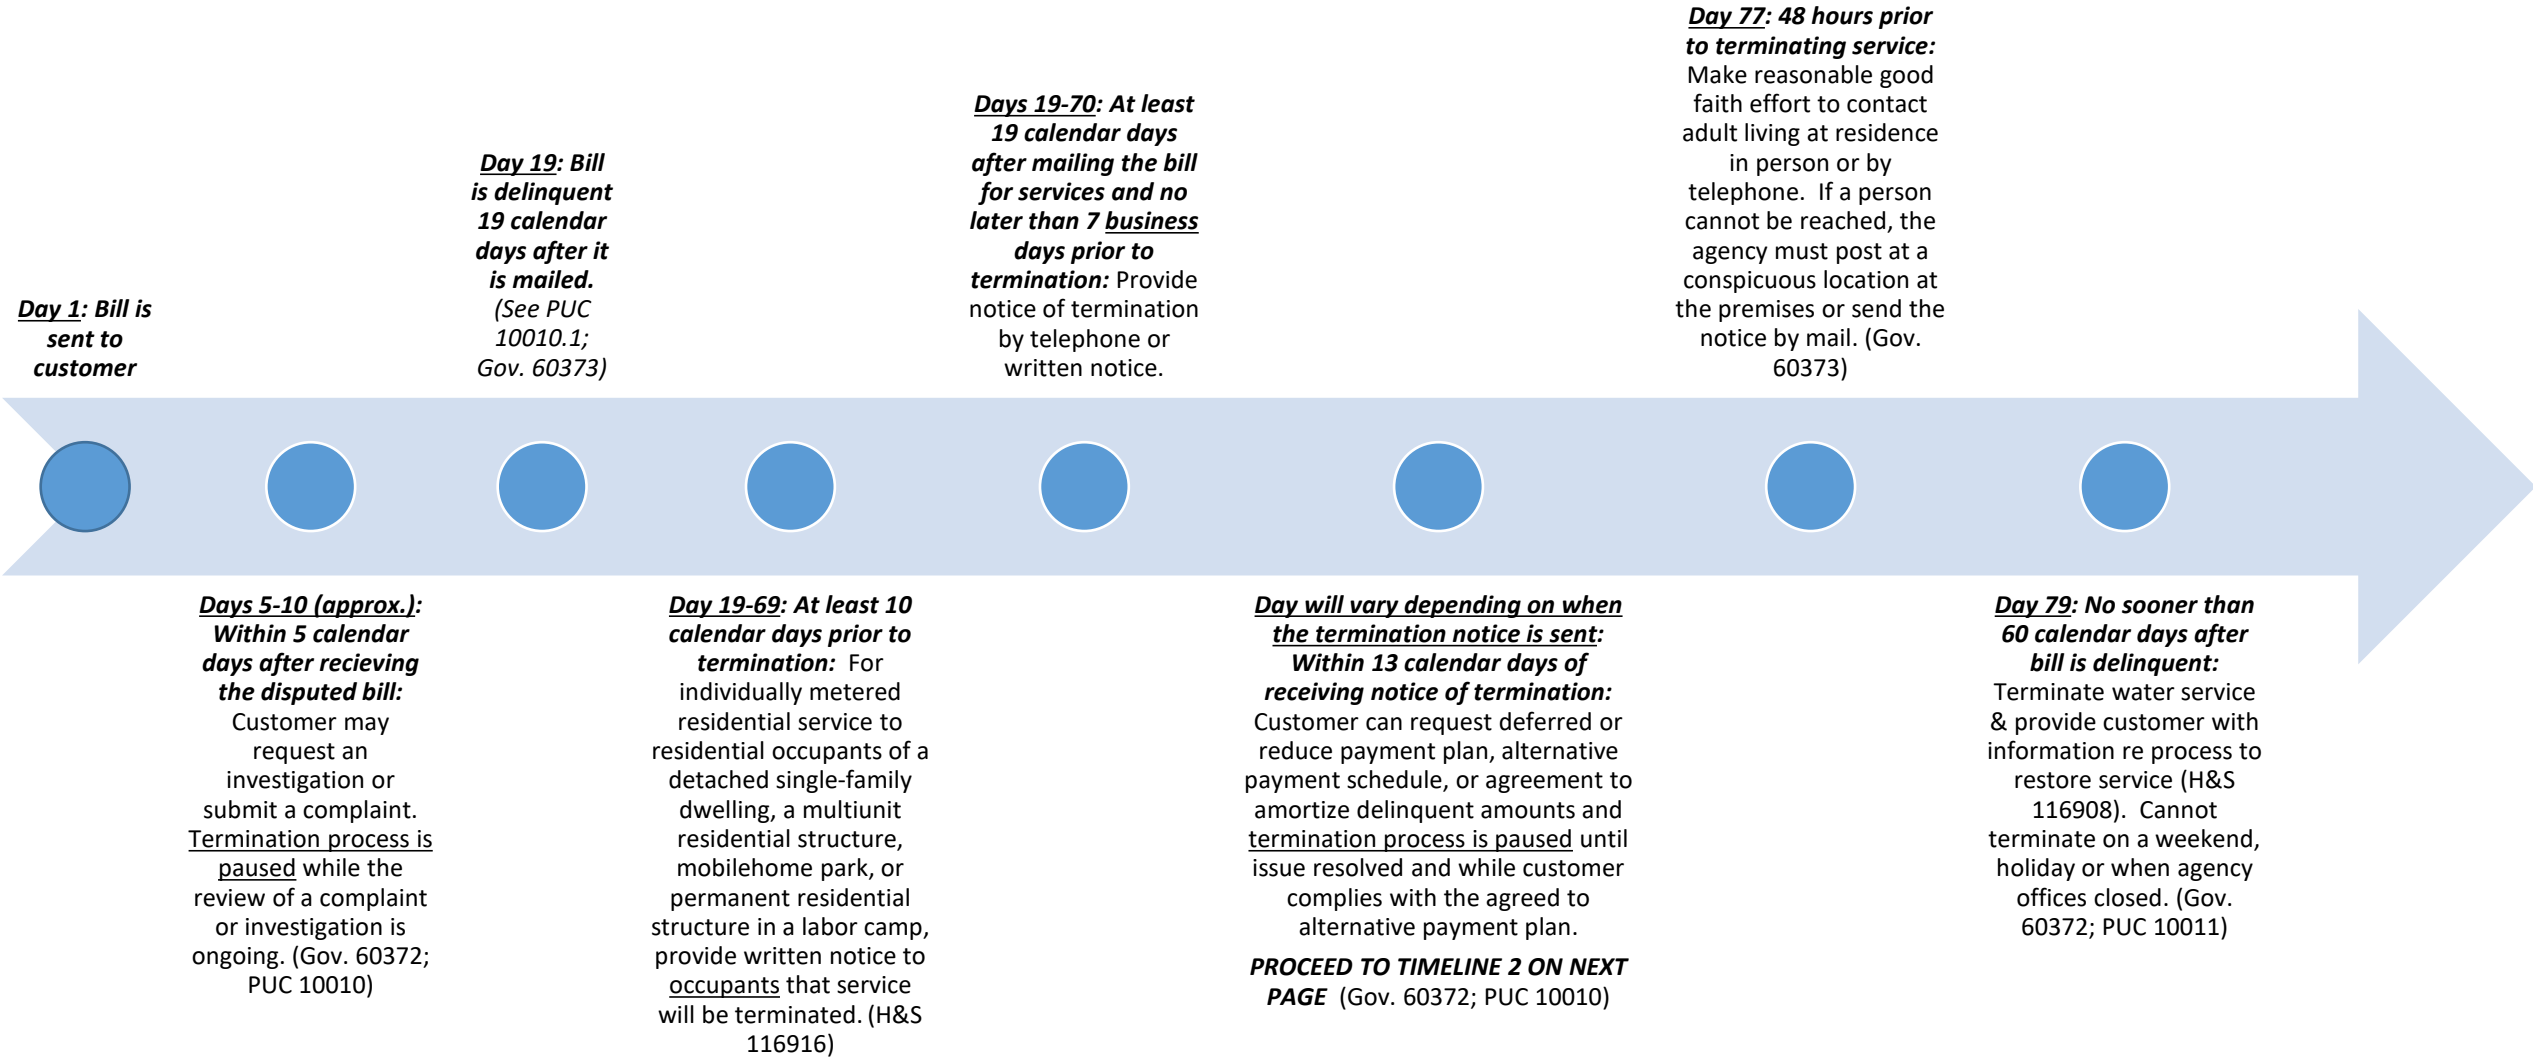 Day 1: Bill is
sent to
customer
Days 5-10 (approx.):
Within 5 calendar
days after recieving
the disputed bill:
Customer may
request an
investigation or
submit a complaint.
Termination process is
paused while the
review of a complaint
or investigation is
ongoing. (Gov. 60372;
PUC 10010)
Day 19: Bill
is delinquent
19 calendar
days after it
is mailed.
(See PUC
10010.1;
Gov. 60373)
Day 19-69: At least 10
calendar days prior to
termination: For
individually metered
residential service to
residential occupants of a
detached single-family
dwelling, a multiunit
residential structure,
mobilehome park, or
permanent residential
structure in a labor camp,
provide written notice to
occupants that service
will be terminated. (H&S
116916)
Days 19-70: At least
19 calendar days
after mailing the bill
for services and no
later than 7 business
days prior to
termination: Provide
notice of termination
by telephone or
written notice.
Day will vary depending on when
the termination notice is sent:
Within 13 calendar days of
receiving notice of termination:
Customer can request deferred or
reduce payment plan, alternative
payment schedule, or agreement to
amortize delinquent amounts and
termination process is paused until
issue resolved and while customer
complies with the agreed to
alternative payment plan.
PROCEED TO TIMELINE 2 ON NEXT
PAGE (Gov. 60372; PUC 10010)
Day 77: 48 hours prior
to terminating service:
Make reasonable good
faith effort to contact
adult living at residence
in person or by
telephone. If a person
cannot be reached, the
agency must post at a
conspicuous location at
the premises or send the
notice by mail. (Gov.
60373)
Day 79: No sooner than
60 calendar days after
bill is delinquent:
Terminate water service
& provide customer with
information re process to
restore service (H&S
116908). Cannot
terminate on a weekend,
holiday or when agency
offices closed. (Gov.
60372; PUC 10011)